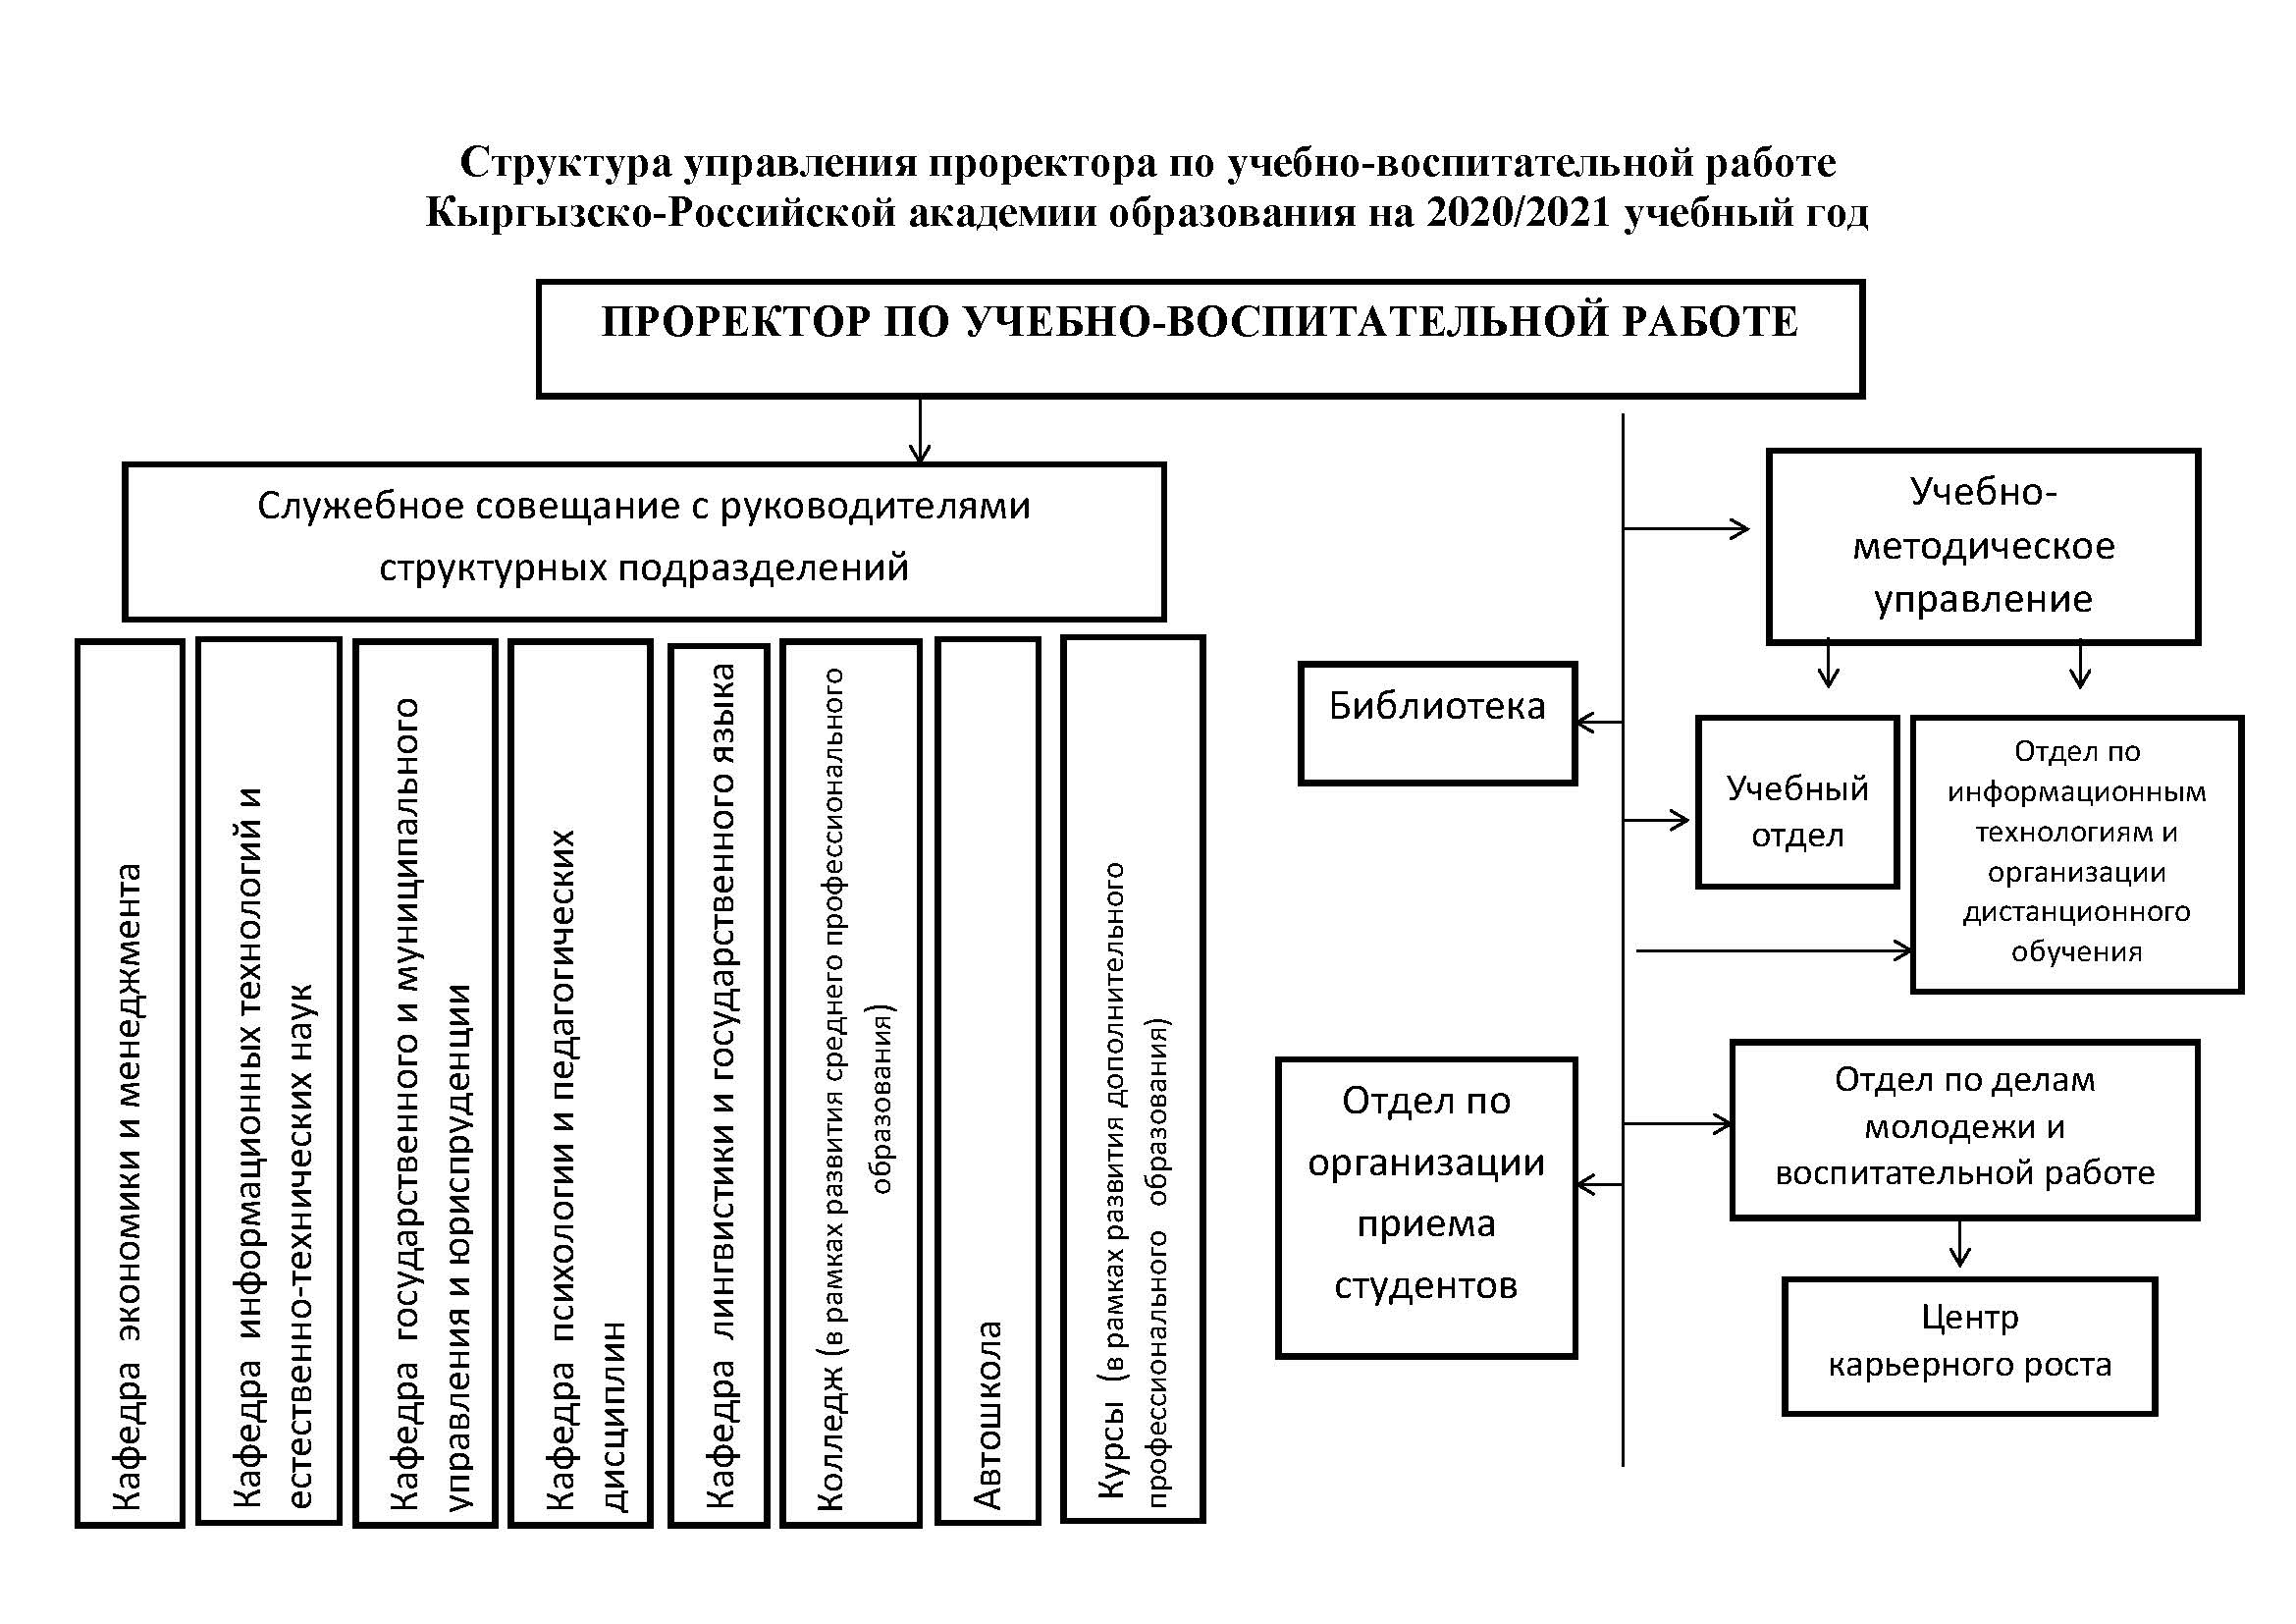 Структура управления проректора по учебно-воспитательной работе
Кыргызско-Российской академии образования на 2020/2021 учебный год
ПРОРЕКТОР ПО УЧЕБНО-ВОСПИТАТЕЛЬНОЙ РАБОТЕ
Служебное совещание с руководителями
структурных подразделений
Кафедра экономики и менеджмента
Кафедра информационных технологий и
естественно-технических наук
Кафедра государственного и муниципального
управления и юриспруденции
Кафедра психологии и педагогических
дисциплин
Кафедра лингвистики и государственного языка
Колледж (в рамках развития среднего профессионального
образования)
Автошкола
Курсы (в рамках развития дополнительного
профессионального образования)
Учебно-
методическое
управление
Библиотека
Учебный
отдел
Отдел по
информационным
технологиям и
организации
дистанционного
обучения
Отдел по
организации
приема
студентов
Отдел по делам
молодежи и
воспитательной работе
Центр
карьерного роста